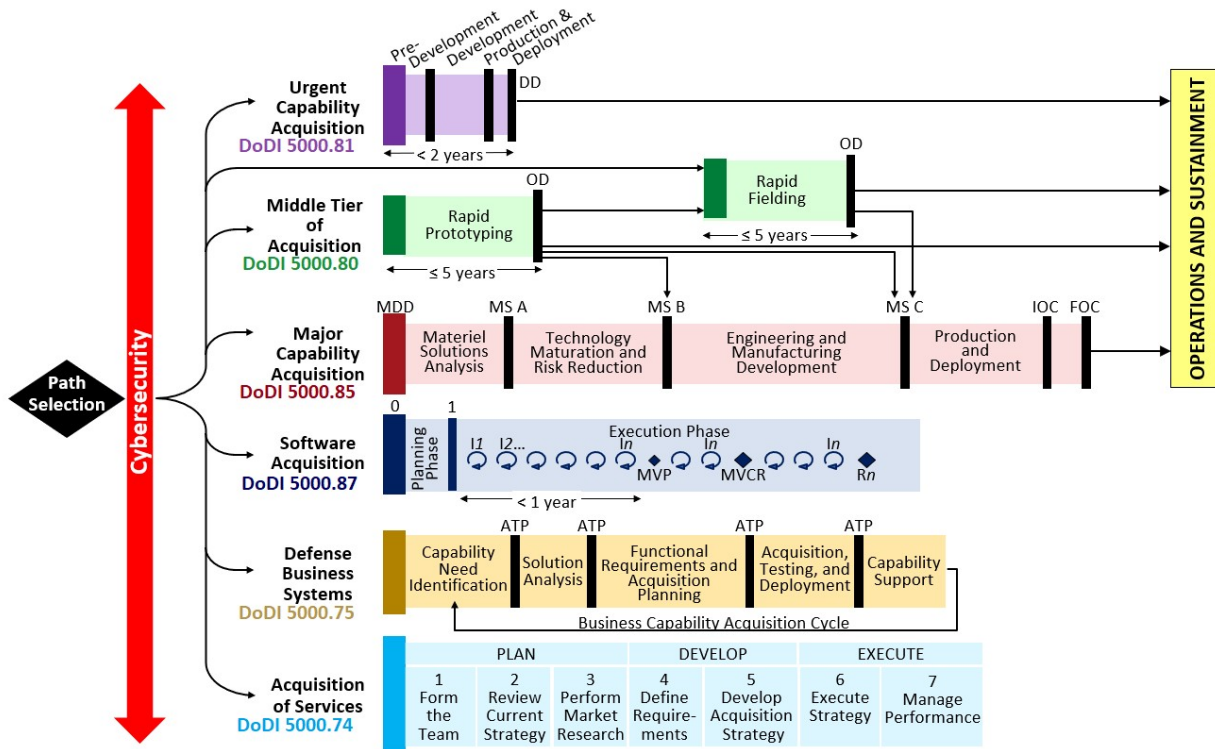 Path
Selection
Cybersecurity
Pre-
Development
Development
Production &
Deployment
Urgent
Capability
Acquisition
DoDI 5000.81
DD
< 2 years
OPERATIONS AND SUSTAINMENT
Middle Tier
of
Acquisition
DoDI 5000.80
Rapid
Prototyping
OD
≤ 5 years
Rapid
Fielding
OD
≤ 5 years
Major
Capability
Acquisition
DoDI 5000.85
MDD
MS A
MS B
MS C
IOC
FOC
Materiel
Solutions
Analysis
Technology
Maturation and
Risk Reduction
Engineering and
Manufacturing
Development
Production
and
Deployment
Software
Acquisition
DoDI 5000.87
0
1
Planning
Phase
Execution Phase
I1
I2...
In
In
In
MVP
MVCR
Rn
< 1 year
Defense
Business
Systems
DoDI 5000.75
ATP
ATP
ATP
ATP
Capability
Need
Identification
Solution
Analysis
Functional
Requirements and
Acquisition
Planning
Acquisition,
Testing, and
Deployment
Capability
Support
Business Capability Acquisition Cycle
Acquisition
of Services
DoDI 5000.74
PLAN
DEVELOP
EXECUTE
1
Form
the
Team
2
Review
Current
Strategy
3
Perform
Market
Research
4
Define
Require-
ments
5
Develop
Acquisition
Strategy
6
Execute
Strategy
7
Manage
Performance